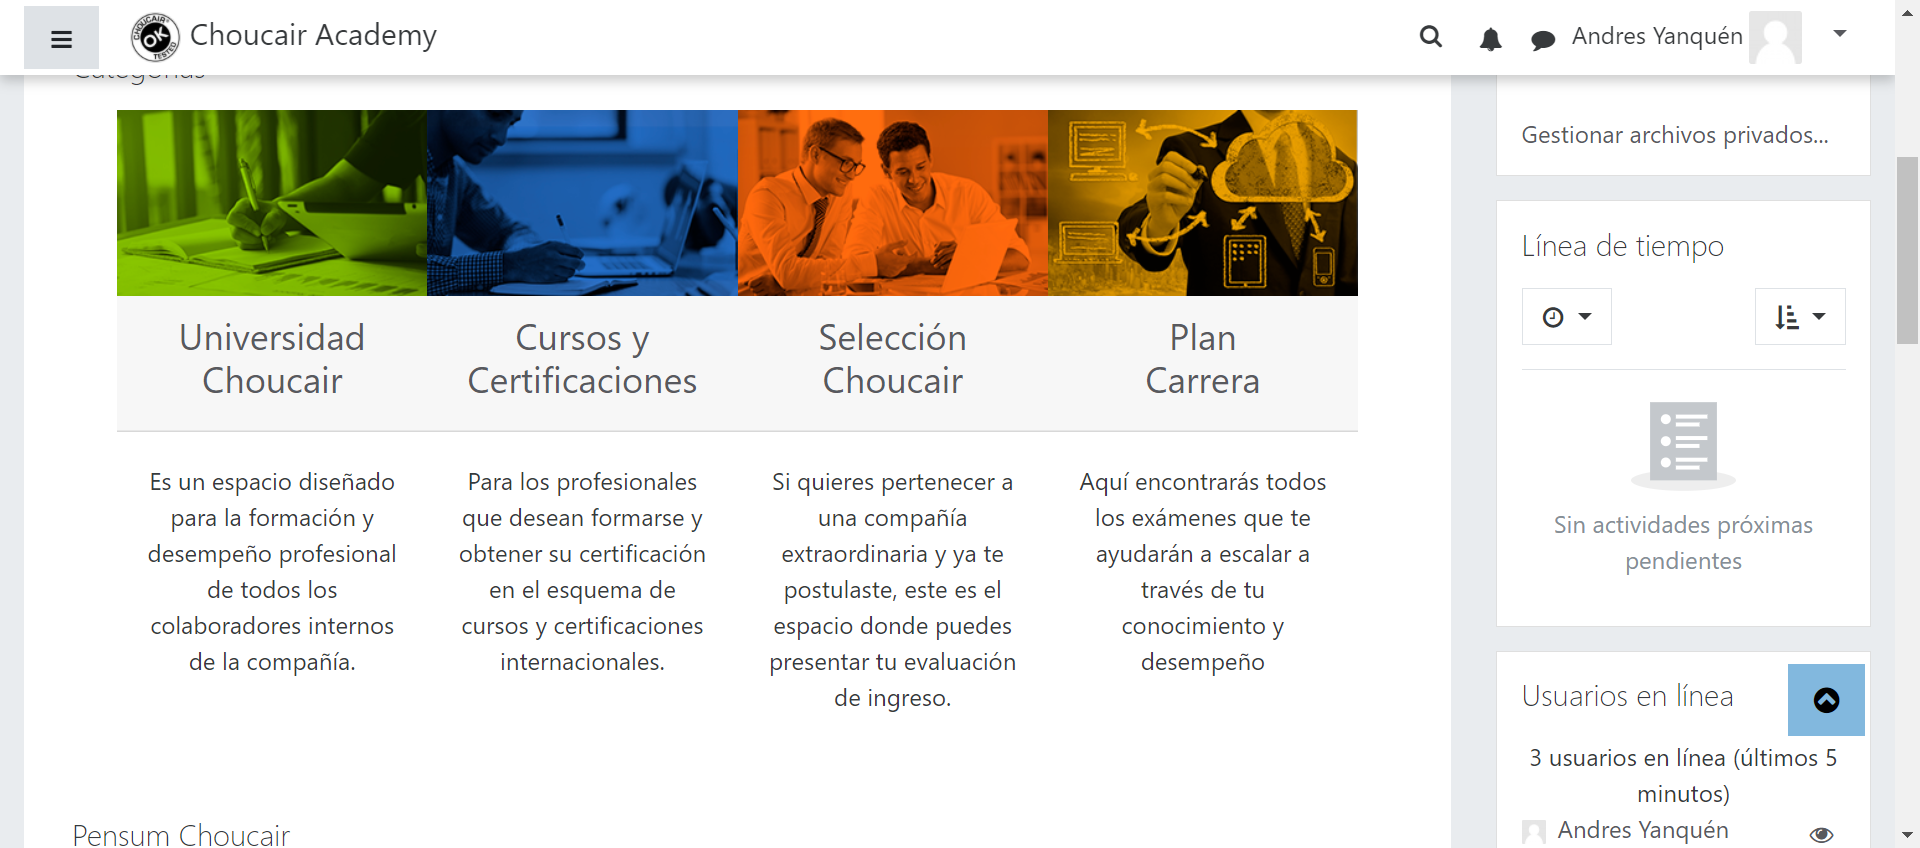 Choucair Academy
Andres Yanquén
CHOUCAIR
OK
TESTED
Categorías
Universidad
Choucair
Es un espacio diseñado
para la formación y
desempeño profesional
de todos los
colaboradores internos
de la compañía.
Cursos y
Certificaciones
Para los profesionales
que desean formarse y
obtener su certificación
en el esquema de
cursos y certificaciones
internacionales.
Selección
Choucair
Si quieres pertenecer a
una compañía
extraordinaria y ya te
postulaste, este es el
espacio donde puedes
presentar tu evaluación
de ingreso.
Plan
Carrera
Aquí encontrarás todos
los exámenes que te
ayudarán a escalar a
través de tu
conocimiento y
desempeño
Pensum Choucair
Gestionar archivos privados...
Línea de tiempo
Sin actividades próximas
pendientes
Usuarios en línea
3 usuarios en línea (últimos 5
minutos)
Andres Yanquén